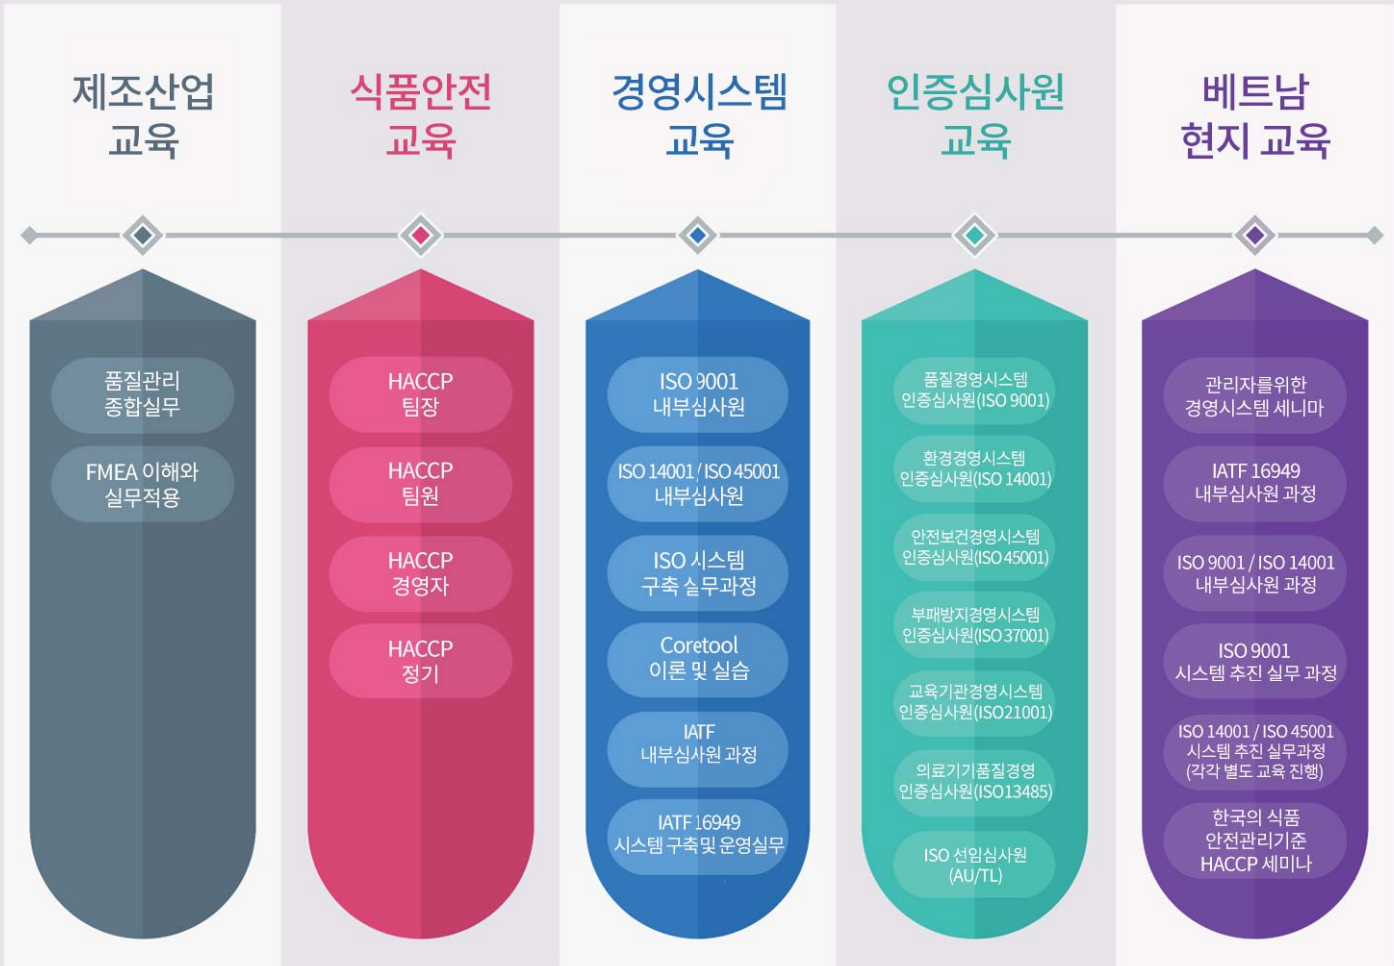 제조산업
교육
식품안전
교육
경영시스템
교육
인증심사원
교육
베트남
현지 교육
품질관리
종합실무
FMEA 이해와
실무적용
HACCP
팀장
HACCP
팀원
HACCP
경영자
HACCP
정기
ISO 9001
내부심사원
ISO 14001 / ISO 45001
내부심사원
ISO 시스템
구축 실무과정
Coretool
이론 및 실습
IATF
내부심사원 과정
IATF 16949
시스템 구축 및 운영실무
품질경영시스템
인증심사원(ISO 9001)
환경경영시스템
인증심사원(ISO 14001)
안전보건경영시스템
인증심사원(ISO 45001)
부패방지경영시스템
인증심사원(ISO 37001)
교육기관경영시스템
인증심사원(ISO21001)
의료기기품질경영
인증심사원(ISO13485)
ISO 선임심사원
(AU/TL)
관리자를위한
경영시스템 세니마
IATF 16949
내부심사원 과정
ISO 9001 / ISO 14001
내부심사원 과정
ISO 9001
시스템 추진 실무 과정
ISO 14001 / ISO 45001
시스템 추진 실무과정
(각각 별도 교육 진행)
한국의 식품
안전관리기준
HACCP 세미나